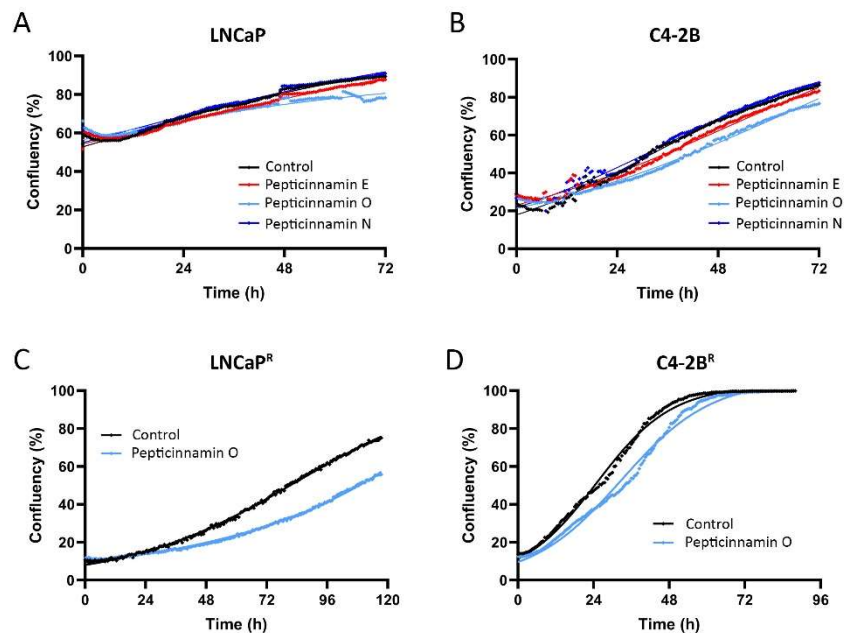 A
LNCaP
Confluency (%)
100
80
60
40
20
0
Control
Pepticinnamin E
Pepticinnamin O
Pepticinnamin N
0 24 48 72
Time (h)
B
C4-2B
Confluency (%)
100
80
60
40
20
0
Control
Pepticinnamin E
Pepticinnamin O
Pepticinnamin N
0 24 48 72
Time (h)
C
LNCaPᴿ
Confluency (%)
100
80
60
40
20
0
Control
Pepticinnamin O
0 24 48 72 96 120
Time (h)
D
C4-2Bᴿ
Confluency (%)
100
80
60
40
20
0
Control
Pepticinnamin O
0 24 48 72 96
Time (h)